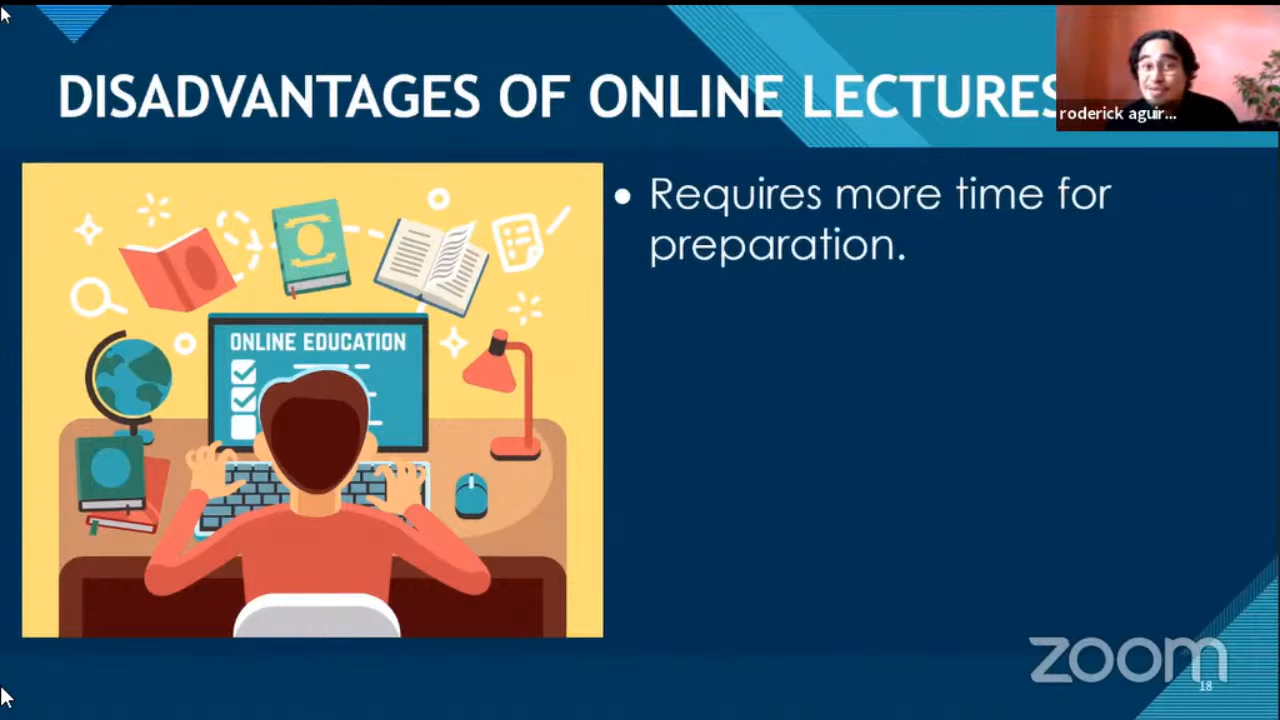 DISADVANTAGES OF ONLINE LECTURES
roderick aguir...
• Requires more time for
preparation.
ONLINE EDUCATION
zoom
18